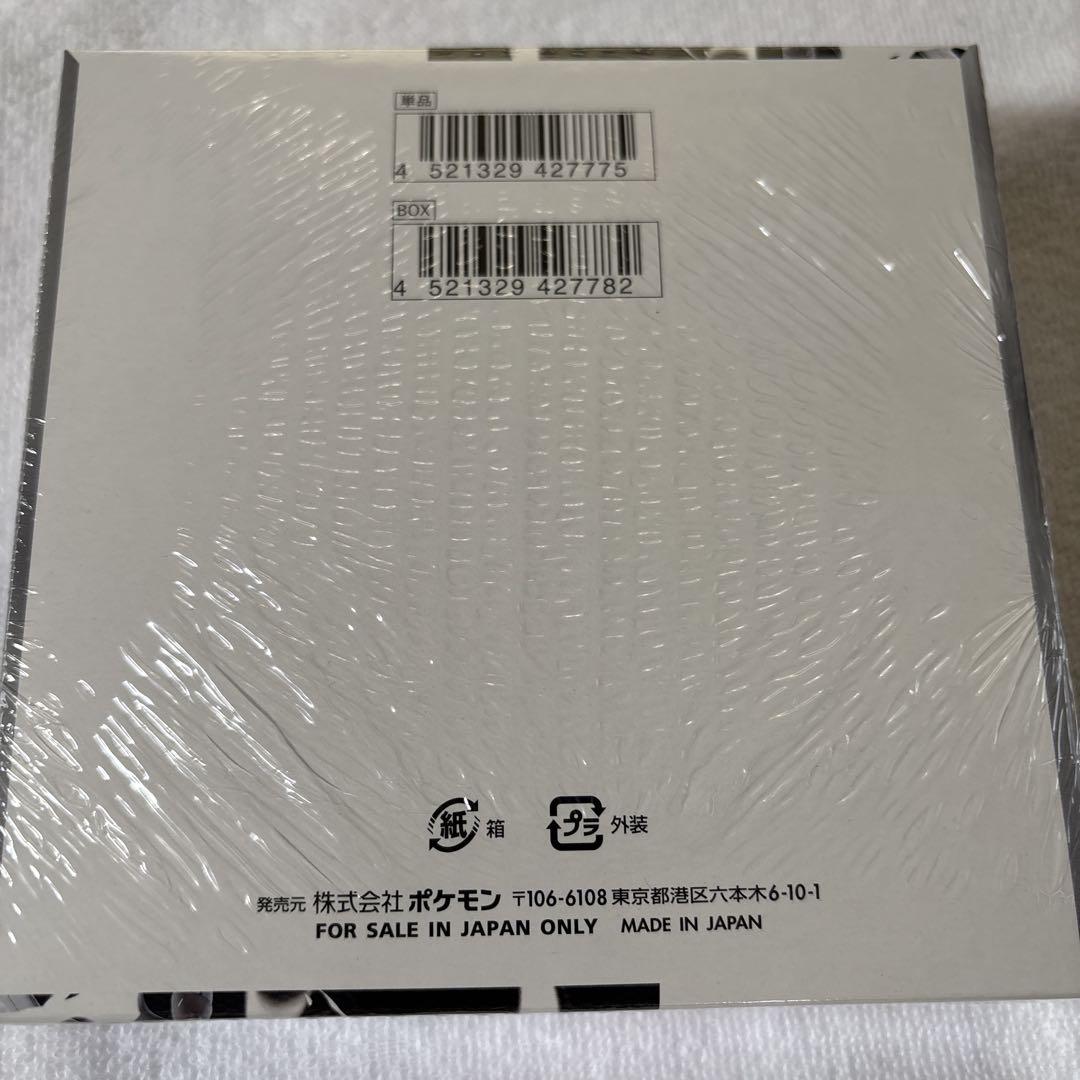 単品
4 521329 427775
BOX
4 521329 427782
紙 箱 プラ 外装
発売元 株式会社 ポケモン 〒106-6108 東京都港区六本木6-10-1
FOR SALE IN JAPAN ONLY MADE IN JAPAN